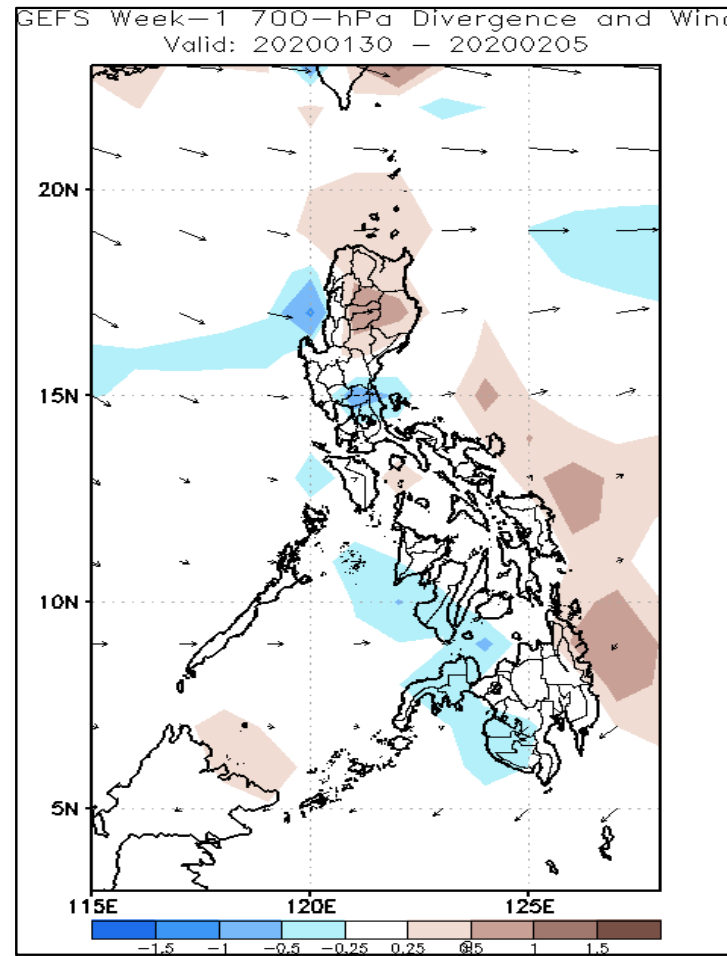 GEFS Week-1 700-hPa Divergence and Wind
Valid: 20200130 - 20200205
20N
15N
10N
5N
115E 120E 125E
-1.5 -1 -0.5 -0.25 0.25 1 1.5